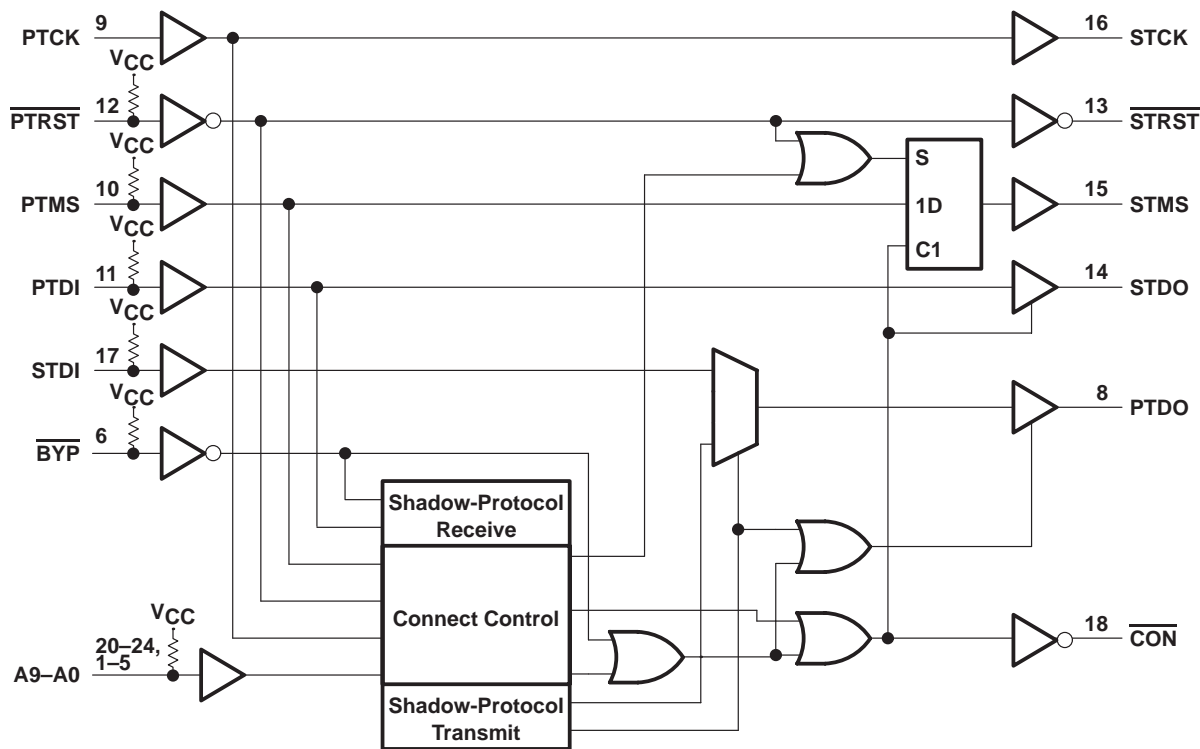 9
PTCK
16
STCK
VCC
12
PTRST
13
STRST
VCC
S
10
PTMS
1D
15
STMS
VCC
C1
11
PTDI
14
STDO
VCC
17
STDI
VCC
8
PTDO
6
BYP
Shadow-Protocol
Receive
Connect Control
VCC
20–24,
1–5
A9–A0
18
CON
Shadow-Protocol
Transmit